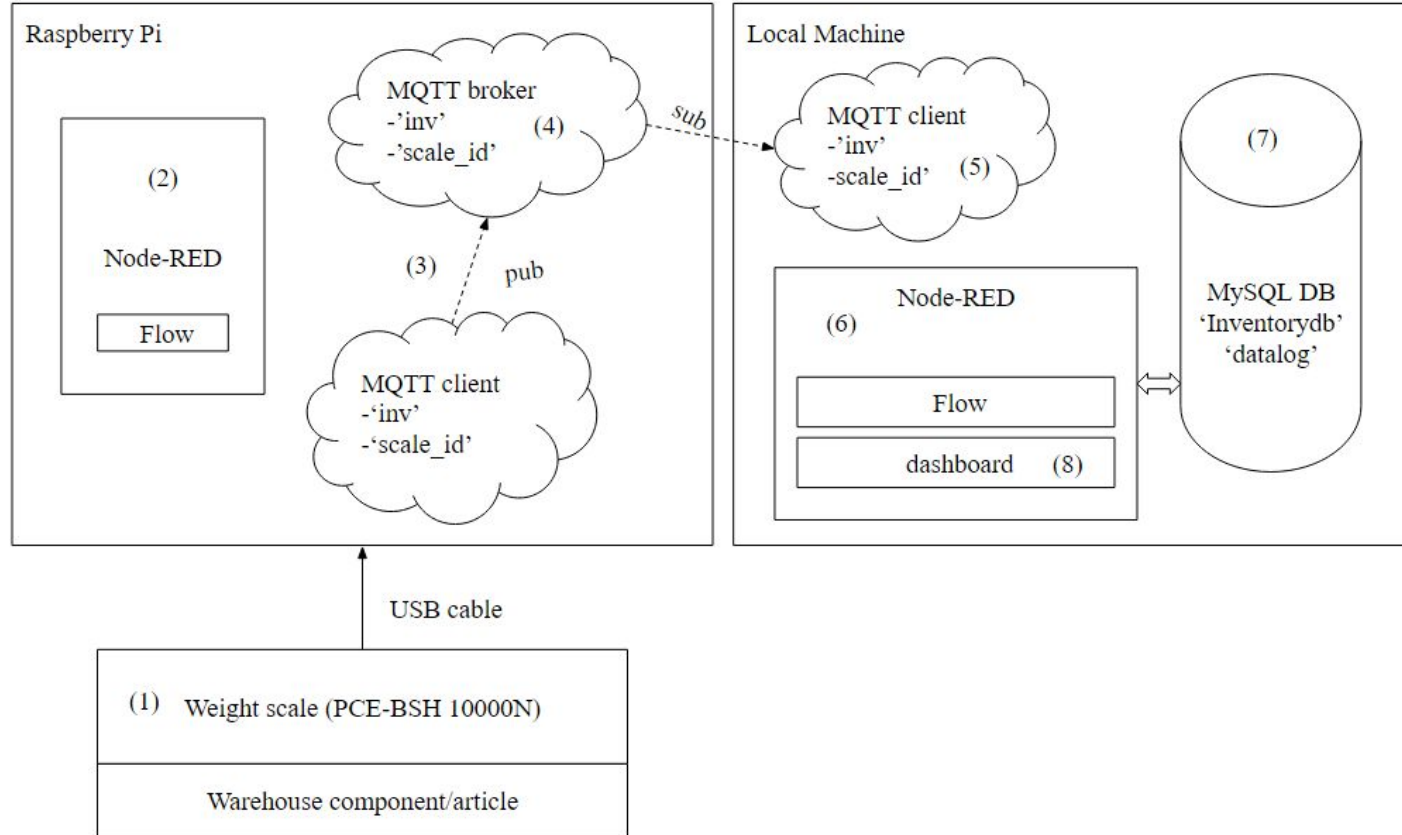 Raspberry Pi
(2)
Node-RED
Flow
MQTT broker
-’inv’
-’scale_id’
(4)
(3)
pub
MQTT client
-‘inv’
-‘scale_id’
sub
Local Machine
MQTT client
-’inv’
-scale_id’
(5)
(6)
Node-RED
Flow
dashboard (8)
(7)
MySQL DB
‘Inventorydb’
‘datalog’
USB cable
(1) Weight scale (PCE-BSH 10000N)
Warehouse component/article